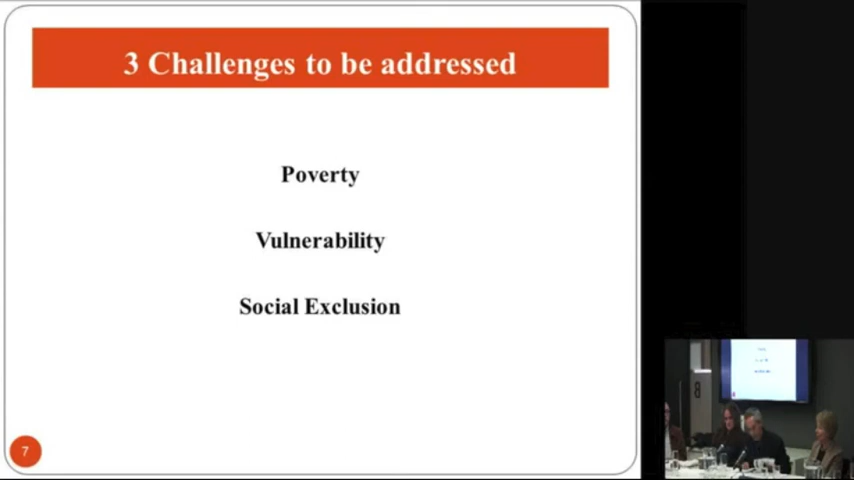 3 Challenges to be addressed
Poverty
Vulnerability
Social Exclusion
7